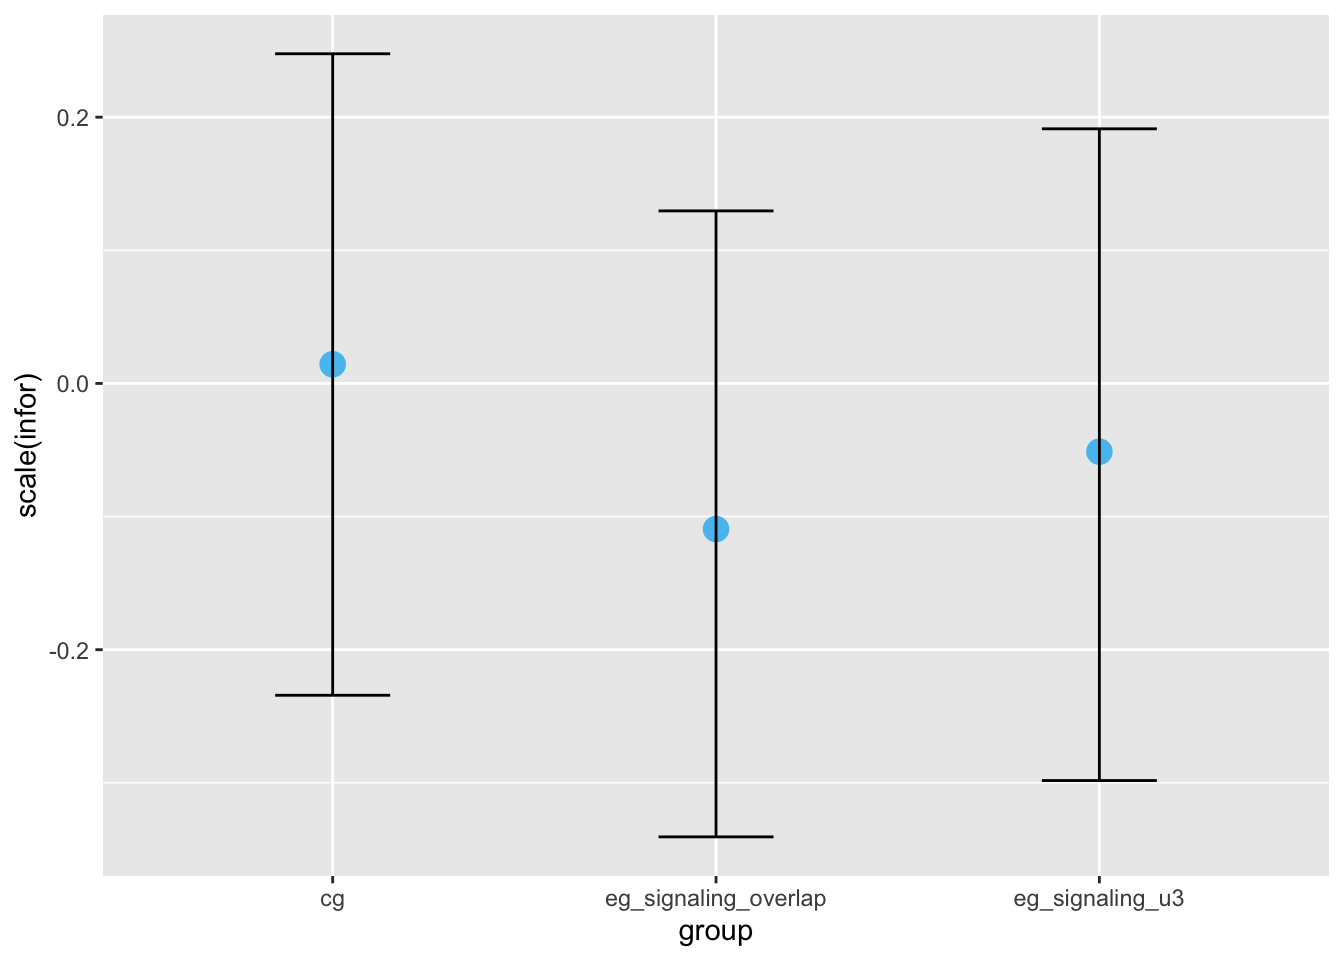 scale(infor)
0.2
0.0
-0.2
cg
eg_signaling_overlap
eg_signaling_u3
group